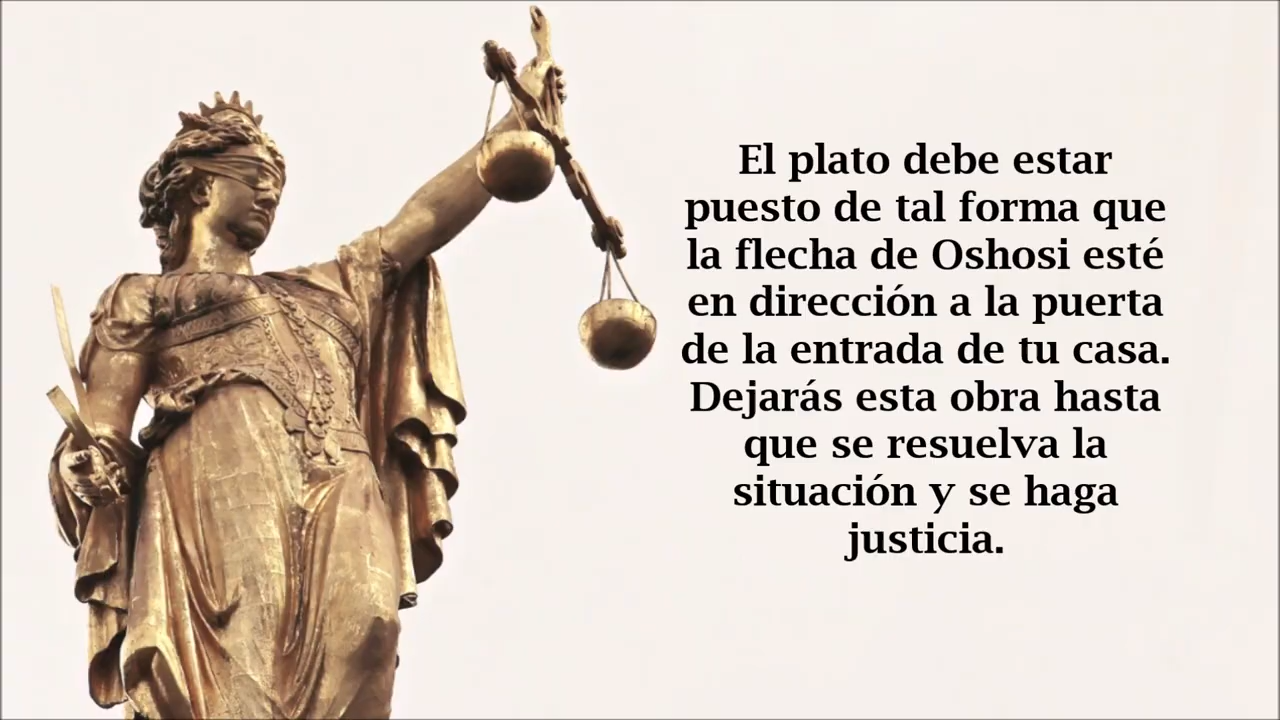 El plato debe estar
puesto de tal forma que
la flecha de Oshosi esté
en dirección a la puerta
de la entrada de tu casa.
Dejarás esta obra hasta
que se resuelva la
situación y se haga
justicia.